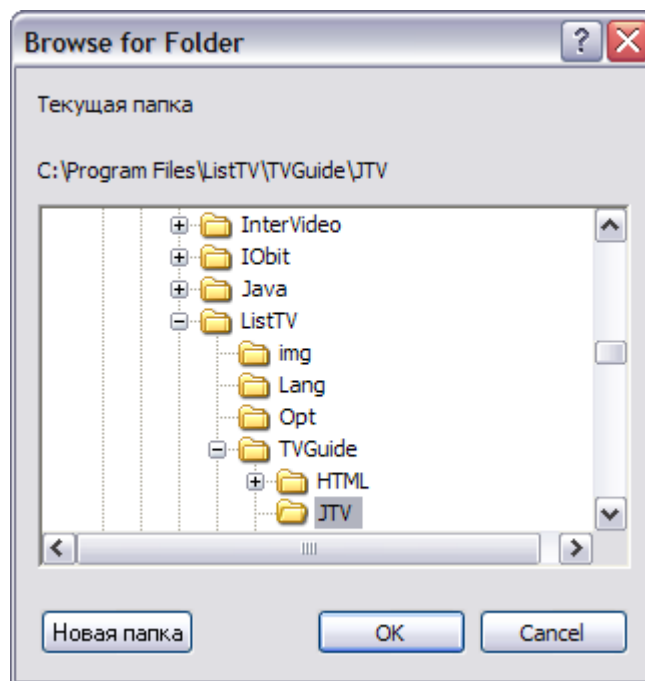 Browse for Folder
Текущая папка
C:\Program Files\ListTV\TVGuide\JTV
InterVideo
IObit
Java
ListTV
img
Lang
Opt
TVGuide
HTML
JTV
Новая папка OK Cancel